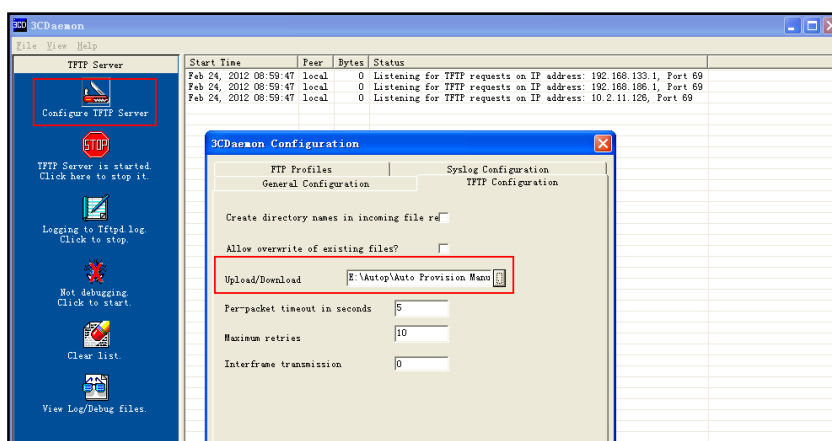 3CD 3CDaemon
File View Help
TFTP Server
Start Time Peer Bytes Status
Feb 24, 2012 08:59:47 local 0 Listening for TFTP requests on IP address: 192.168.133.1, Port 69
Feb 24, 2012 08:59:47 local 0 Listening for TFTP requests on IP address: 192.168.186.1, Port 69
Feb 24, 2012 08:59:47 local 0 Listening for TFTP requests on IP address: 10.2.11.126, Port 69
Configure TFTP Server
STOP
TFTP Server is started.
Click here to stop it.
Logging to Tftpd.log.
Click to stop.
Not debugging.
Click to start.
Clear list.
View Log/Debug files.
3CDaemon Configuration
FTP Profiles Syslog Configuration
General Configuration TFTP Configuration
Create directory names in incoming file re
Allow overwrite of existing files?
Upload/Download E:\Autop\Auto Provision Manu
Per-packet timeout in seconds 5
Maximum retries 10
Interframe transmission 0